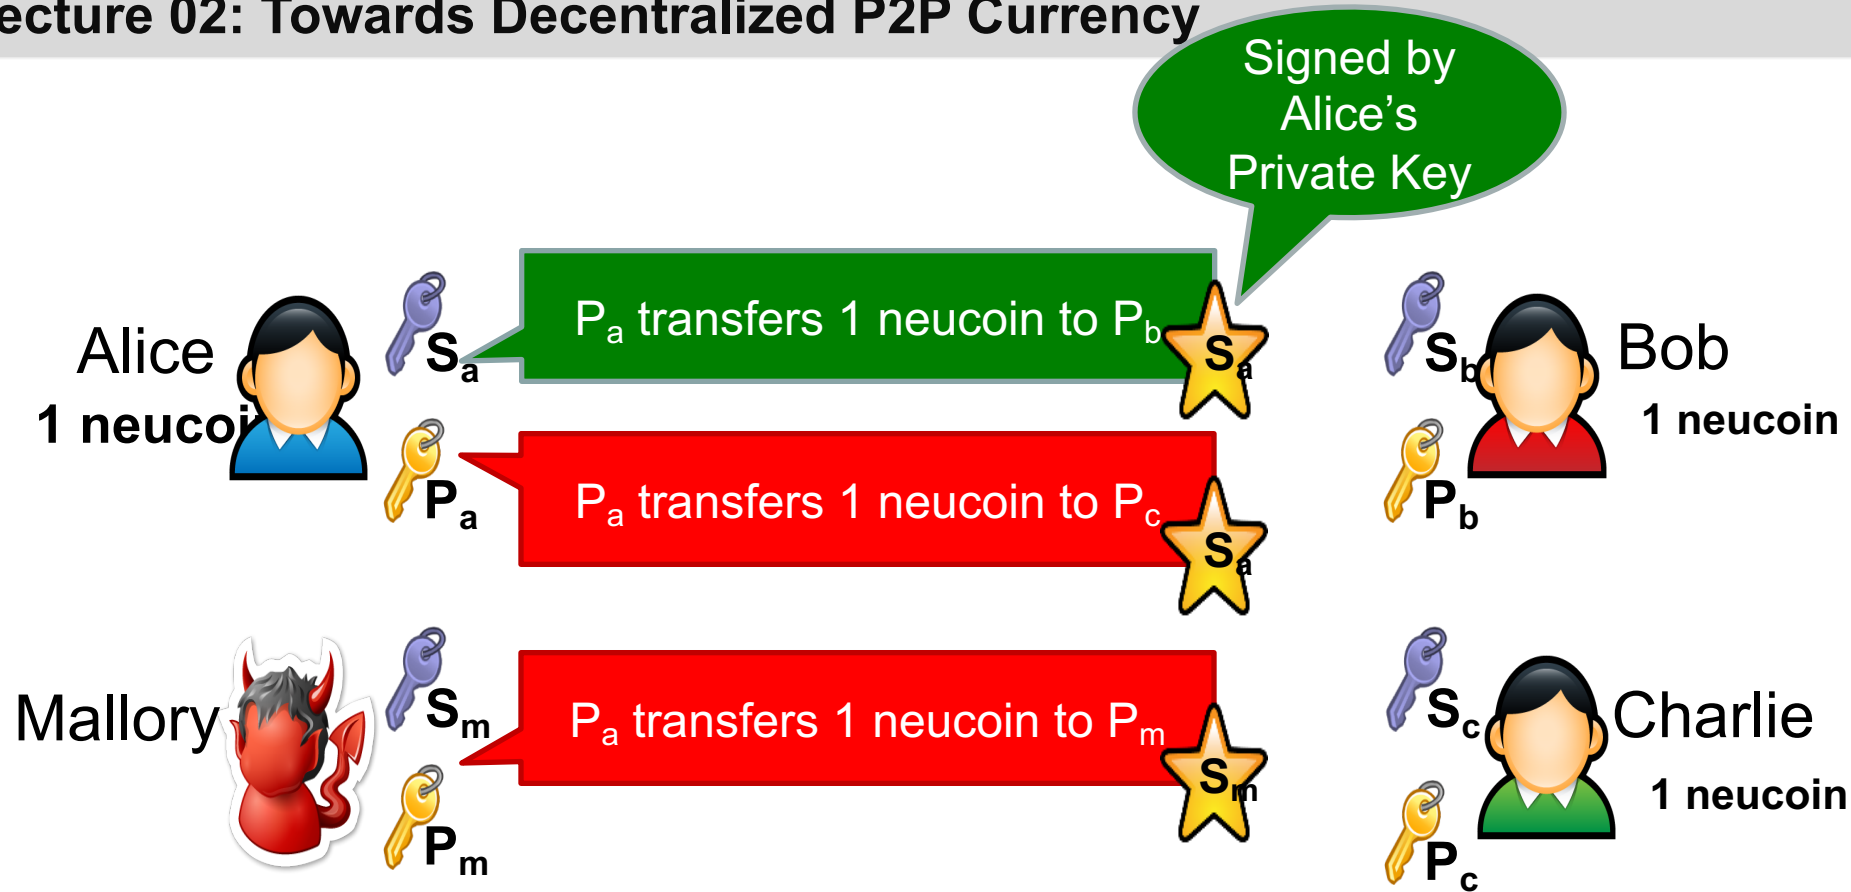 ecture 02: Towards Decentralized P2P Currency
Signed by
Alice’s
Private Key
Alice
1 neucoi
Sa
Pa
Pa transfers 1 neucoin to Pb
Sa
Pa transfers 1 neucoin to Pc
Sa
Sb
Pb
Bob
1 neucoin
Mallory
Sm
Pm
Pa transfers 1 neucoin to Pm
Sm
Sc
Pc
Charlie
1 neucoin